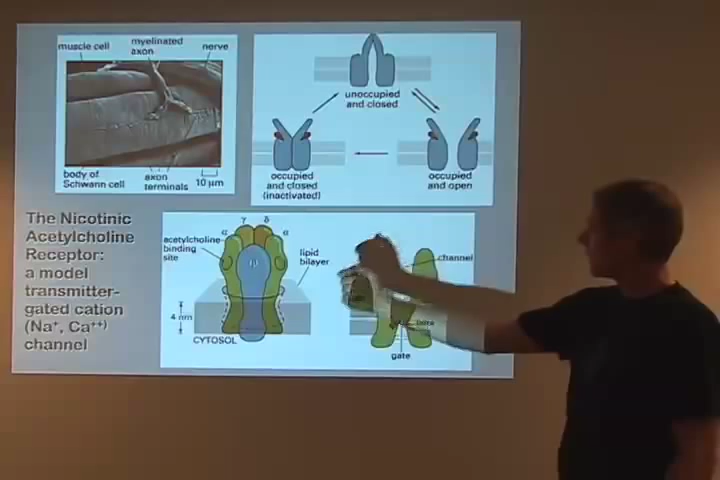 muscle cell
myelinated
axon
nerve
body of
Schwann cell
axon
terminals
10 μm
unoccupied
and closed
occupied
and closed
(inactivated)
occupied
and open
The Nicotinic
Acetylcholine
Receptor:
a model
transmitter-
gated cation
(Na⁺, Ca⁺⁺)
channel
γ
δ
α
α
β
acetylcholine-
binding
site
lipid
bilayer
4 nm
CYTOSOL
channel
pore
gate